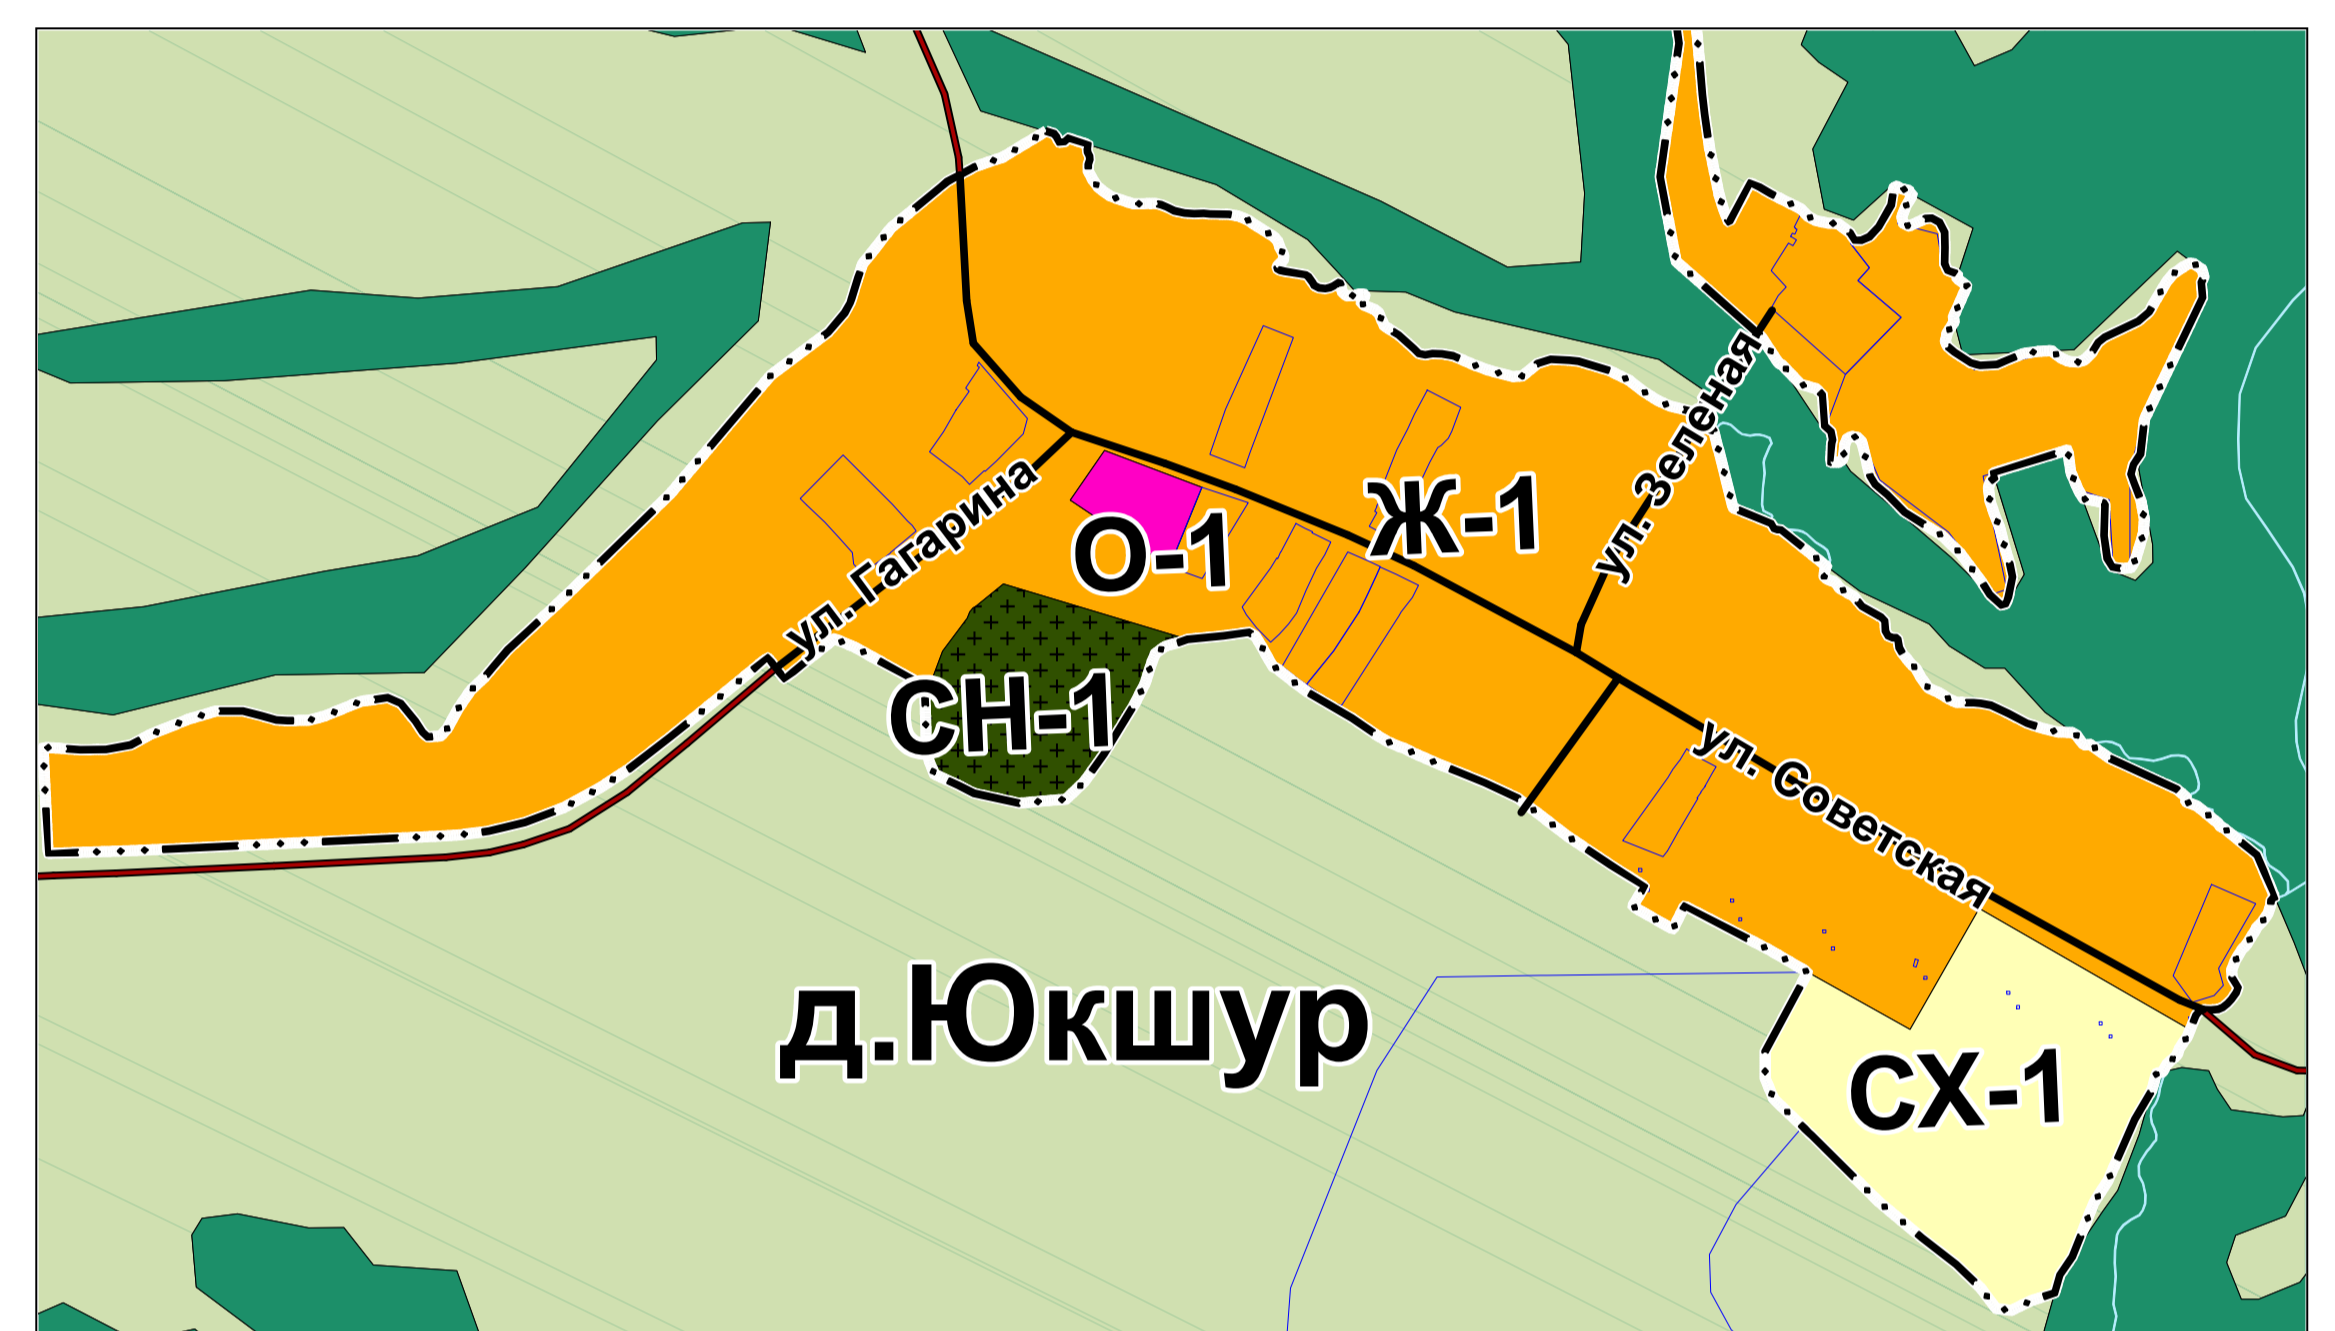 ул. Зеленая
Ж-1
О-1
ул. Гагарина
СН-1
ул. Советская
д.Юкшур
СХ-1